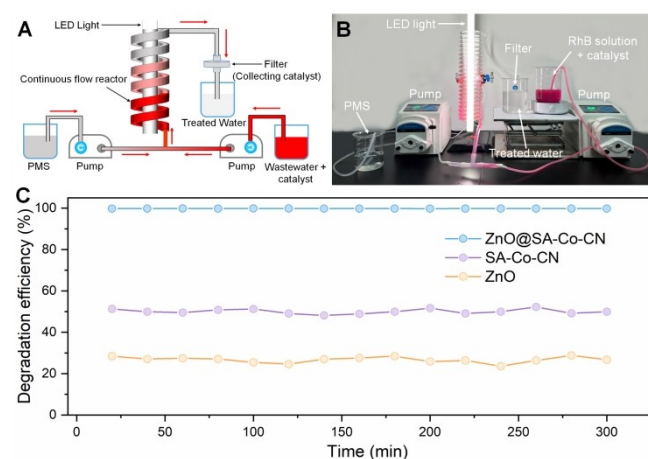 A
LED Light
Continuous flow reactor
Filter
(Collecting catalyst)
Treated Water
PMS
Pump
C
Pump
C
Wastewater +
catalyst
B
LED light
Pump
PMS
Filter
RhB solution
+ catalyst
Pump
Treated water
C
Degradation efficiency (%)
100
80
60
40
20
0
ZnO@SA-Co-CN
SA-Co-CN
ZnO
0
50
100
150
200
250
300
Time (min)